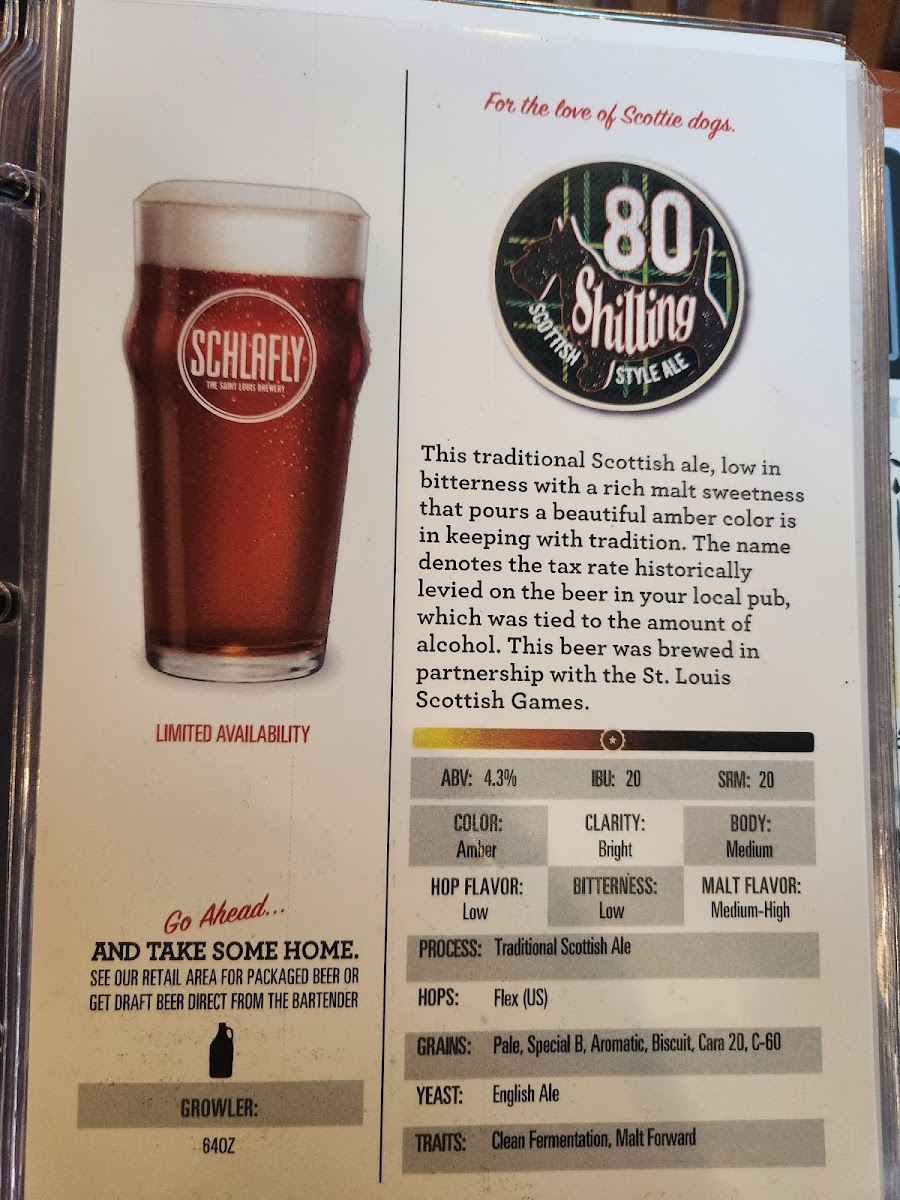 SCHLAFLY
THE SAINT LOUIS BREWERY
LIMITED AVAILABILITY
Go Ahead...
AND TAKE SOME HOME.
SEE OUR RETAIL AREA FOR PACKAGED BEER OR
GET DRAFT BEER DIRECT FROM THE BARTENDER
GROWLER:
64OZ
For the love of Scottie dogs.
80
Shilling
SCOTTISH
STYLE ALE
This traditional Scottish ale, low in
bitterness with a rich malt sweetness
that pours a beautiful amber color is
in keeping with tradition. The name
denotes the tax rate historically
levied on the beer in your local pub,
which was tied to the amount of
alcohol. This beer was brewed in
partnership with the St. Louis
Scottish Games.
ABV: 4.3% IBU: 20 SRM: 20
COLOR: CLARITY: BODY:
Amber Bright Medium
HOP FLAVOR: BITTERNESS: MALT FLAVOR:
Low Low Medium-High
PROCESS: Traditional Scottish Ale
HOPS: Flex (US)
GRAINS: Pale, Special B, Aromatic, Biscuit, Cara 20, C-60
YEAST: English Ale
TRAITS: Clean Fermentation, Malt Forward